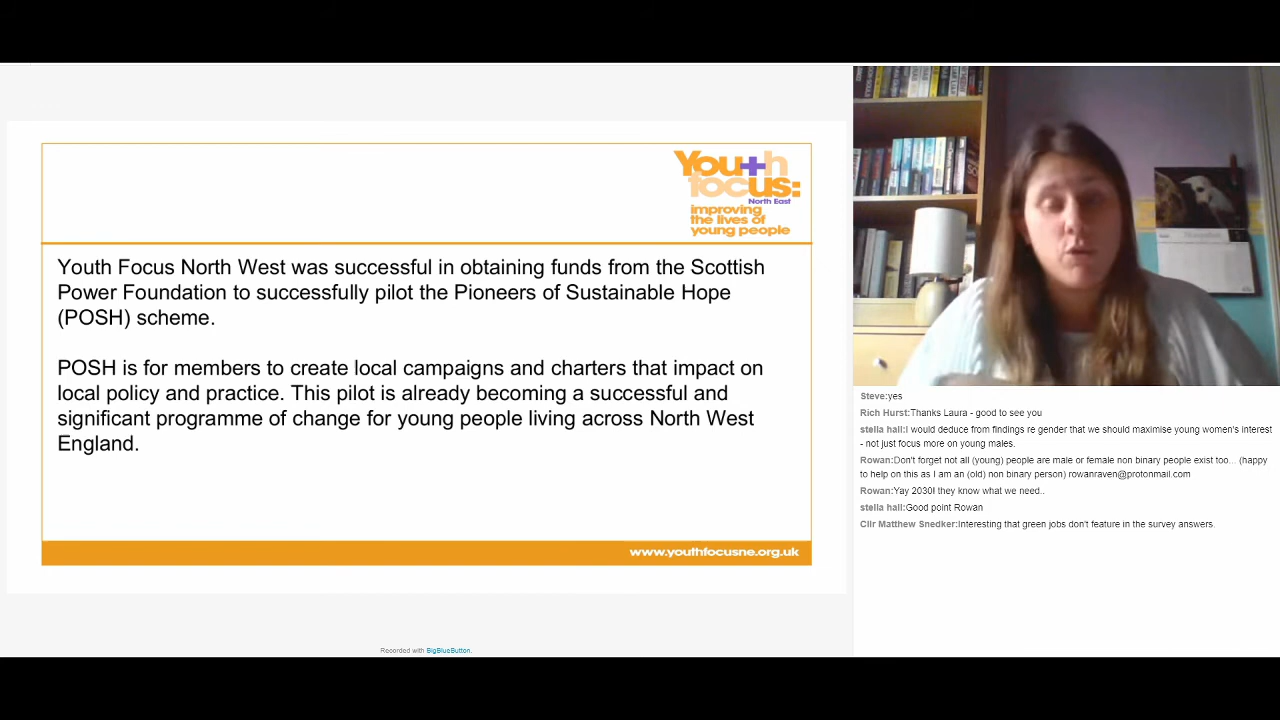 You+h
focus:
North East
improving
the lives of
young people
Youth Focus North West was successful in obtaining funds from the Scottish
Power Foundation to successfully pilot the Pioneers of Sustainable Hope
(POSH) scheme.
POSH is for members to create local campaigns and charters that impact on
local policy and practice. This pilot is already becoming a successful and
significant programme of change for young people living across North West
England.
www.youthfocusne.org.uk
Recorded with BigBlueButton.
Steve:yes
Rich Hurst:Thanks Laura - good to see you
stella hall:I would deduce from findings re gender that we should maximise young women's interest
- not just focus more on young males.
Rowan:Don't forget not all (young) people are male or female non binary people exist too... (happy
to help on this as I am an (old) non binary person) rowanraven@protonmail.com
Rowan:Yay 2030! they know what we need..
stella hall:Good point Rowan
Cllr Matthew Snedker:Interesting that green jobs don't feature in the survey answers.